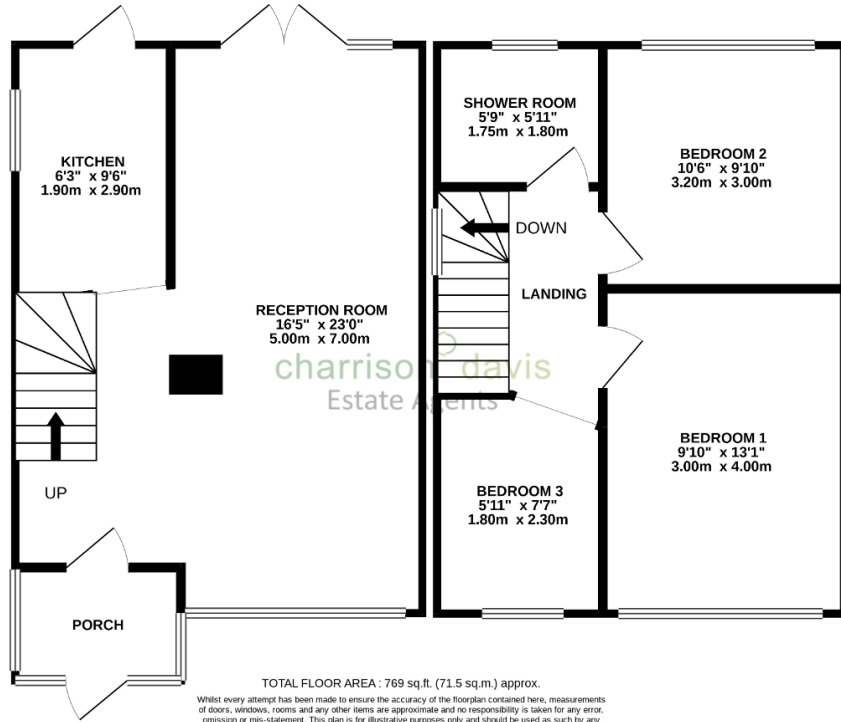 KITCHEN
6'3" x 9'6"
1.90m x 2.90m
RECEPTION ROOM
16'5" x 23'0"
5.00m x 7.00m
UP
PORCH
SHOWER ROOM
5'9" x 5'11"
1.75m x 1.80m
BEDROOM 2
10'6" x 9'10"
3.20m x 3.00m
DOWN
LANDING
BEDROOM 1
9'10" x 13'1"
3.00m x 4.00m
BEDROOM 3
5'11" x 7'7"
1.80m x 2.30m
charrison davis
Estate Agents
TOTAL FLOOR AREA : 769 sq.ft. (71.5 sq.m.) approx.
Whilst every attempt has been made to ensure the accuracy of the floorplan contained here, measurements
of doors, windows, rooms and any other items are approximate and no responsibility is taken for any error,
omission or mis-statement. This plan is for illustrative purposes only and should be used as such by any